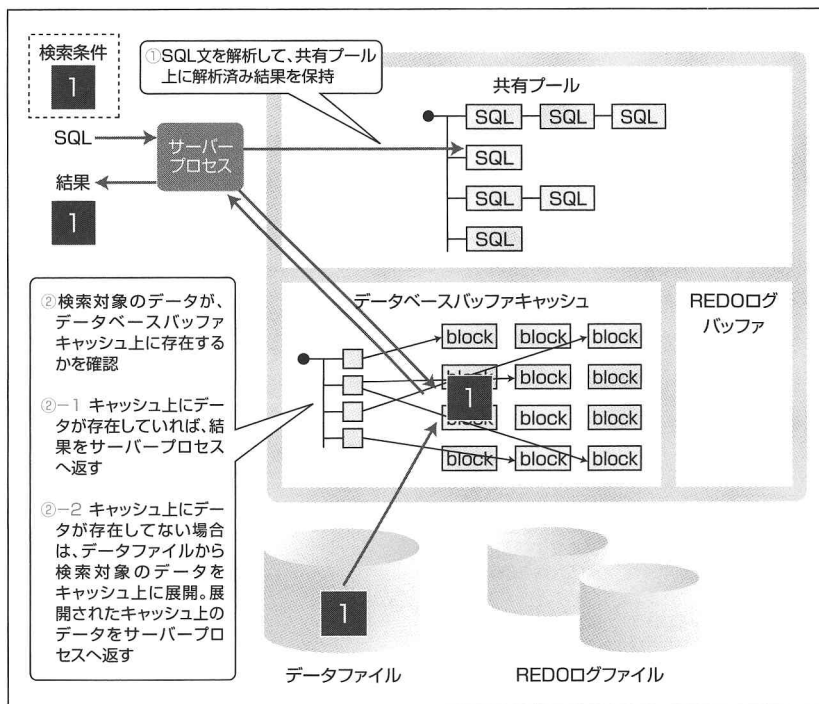 検索条件
1
SQL
結果
1
サーバー
プロセス
①SQL文を解析して、共有プール
上に解析済み結果を保持
共有プール
SQL SQL SQL
SQL
SQL SQL
SQL
②検索対象のデータが、
データベースバッファ
キャッシュ上に存在する
かを確認
②-1 キャッシュ上にデー
タが存在していれば、結
果をサーバープロセス
へ返す
②-2 キャッシュ上にデー
タが存在してない場合
は、データファイルから
検索対象のデータを
キャッシュ上に展開。展
開されたキャッシュ上の
データをサーバープロ
セスへ返す
データベースバッファキャッシュ
block block block
block block block
1
block block block
block block block
REDOログ
バッファ
1
データファイル
REDOログファイル